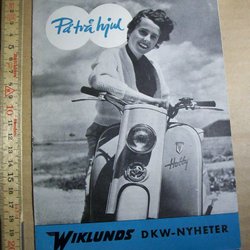 På två hjul
Hobby
WIKLUNDS DKW-NYHETER